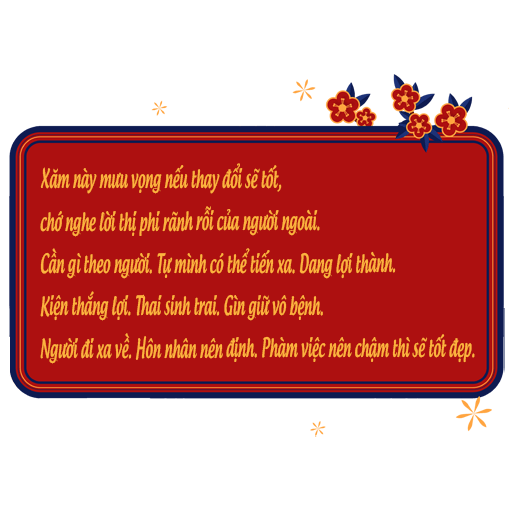 Xăm này mưu vọng nếu thay đổi sẽ tốt,
chớ nghe lời thị phi rãnh rỗi của người ngoài.
Cần gì theo người. Tự mình có thể tiến xa. Dang lợi thành.
Kiện thắng lợi. Thai sinh trai. Gìn giữ vô bệnh.
Người đi xa về. Hôn nhân nên định. Phàm việc nên chậm thì sẽ tốt đẹp.